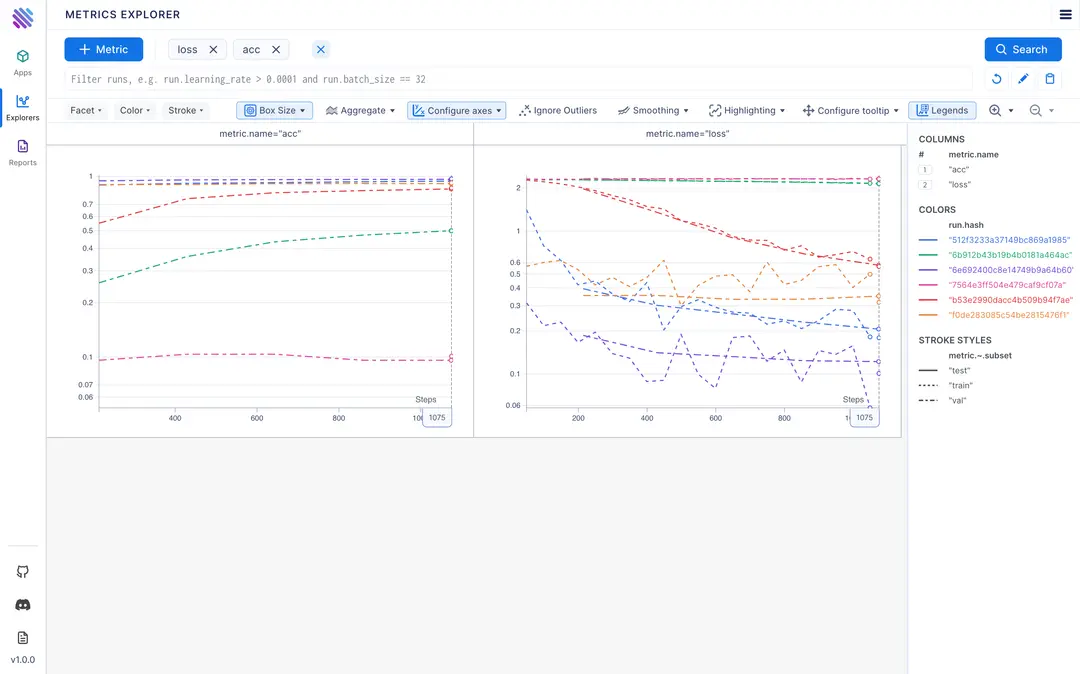 METRICS EXPLORER
Metric
loss
acc
Search
Filter runs, e.g. run.learning_rate > 0.0001 and run.batch_size == 32
Facet
Color
Stroke
Box Size
Aggregate
Configure axes
Ignore Outliers
Smoothing
Highlighting
Configure tooltip
Legends
Apps
Explorers
Reports
v1.0.0
metric.name="acc"
1
0.7
0.6
0.5
0.4
0.3
0.2
0.1
0.07
0.06
Steps
400
600
800
1075
metric.name="loss"
2
1
0.6
0.5
0.4
0.3
0.2
0.1
0.06
Steps
200
400
600
800
1075
COLUMNS
# metric.name
1 "acc"
2 "loss"
COLORS
run.hash
"512f3233a37149bc869a1985"
"6b912b43b19b4b0181a464ac"
"6e692400c8e14749b9a64b60"
"7564e3ff504e479caf9cf07a"
"b53e2990dacc4b509b94f7ae"
"f0de283085c54be2815476f1"
STROKE STYLES
metric.~.subset
"test"
"train"
"val"